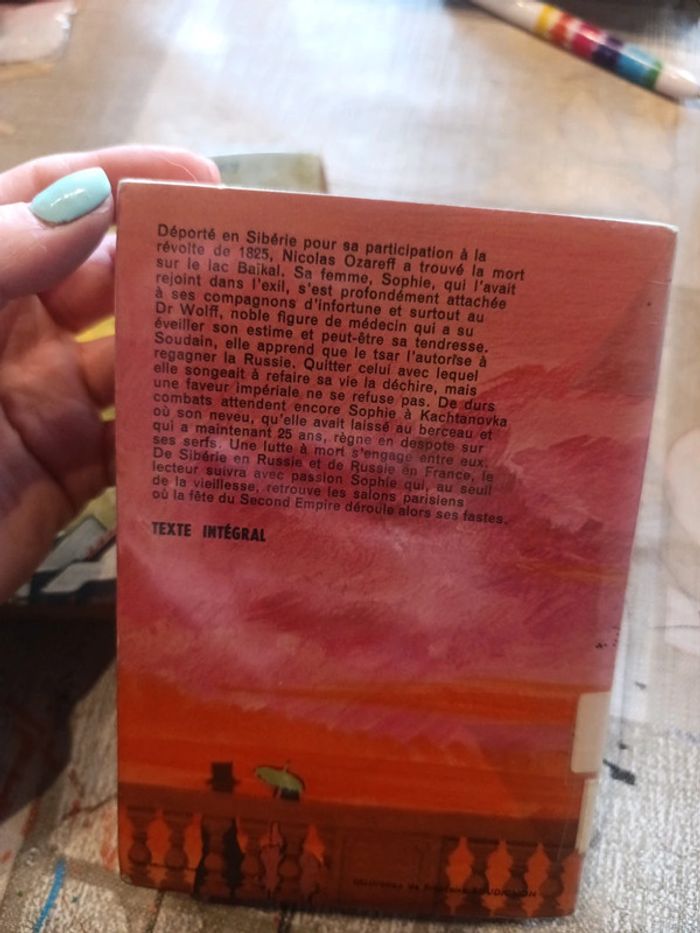 Déporté en Sibérie pour sa participation à la
révolte de 1825, Nicolas Ozareff a trouvé la mort
sur le lac Baïkal. Sa femme, Sophie, qui l'avait
rejoint dans l'exil, s'est profondément attachée
à ses compagnons d'infortune et surtout au
Dr Wolff, noble figure de médecin qui a su
éveiller son estime et peut-être sa tendresse.
Soudain, elle apprend que le tsar l'autorise à
regagner la Russie. Quitter celui avec lequel
elle songeait à refaire sa vie la déchire, mais
une faveur impériale ne se refuse pas. De durs
combats attendent encore Sophie à Kachtanovka
où son neveu, qu'elle avait laissé au berceau et
qui a maintenant 25 ans, règne en despote sur
ses serfs. Une lutte à mort s'engage entre eux.
De Sibérie en Russie et de Russie en France, le
lecteur suivra avec passion Sophie qui, au seuil
de la vieillesse, retrouve les salons parisiens
où la fête du Second Empire déroule alors ses fastes.
TEXTE INTÉGRAL